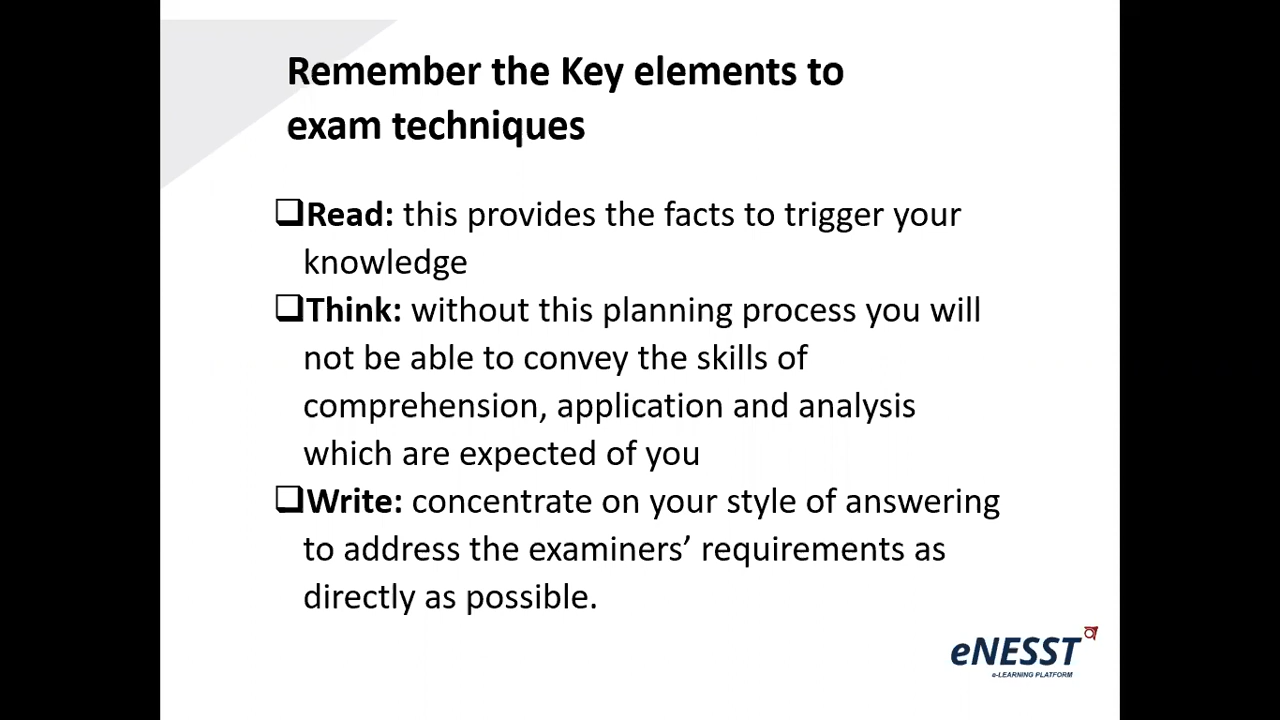 Remember the Key elements to
exam techniques
❑Read: this provides the facts to trigger your
knowledge
❑Think: without this planning process you will
not be able to convey the skills of
comprehension, application and analysis
which are expected of you
❑Write: concentrate on your style of answering
to address the examiners’ requirements as
directly as possible.
eNESST
e-LEARNING PLATFORM